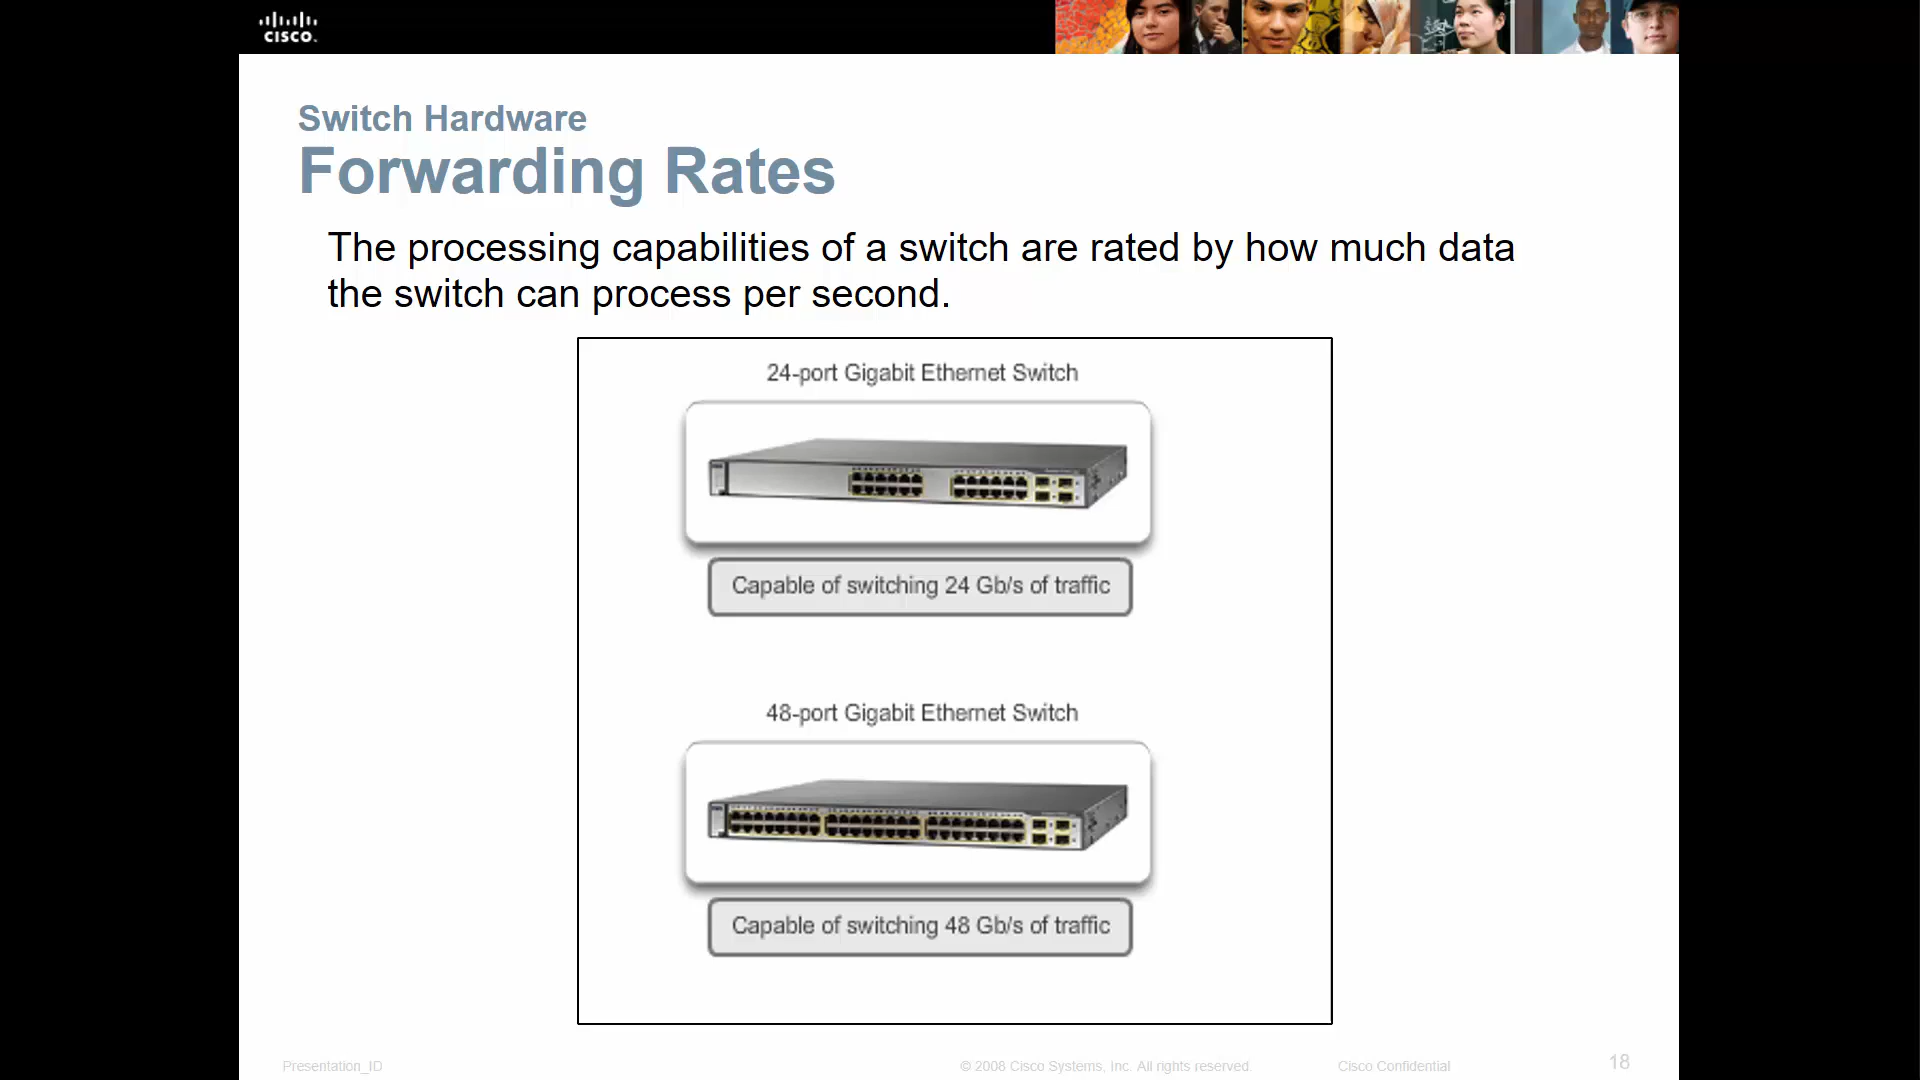 CISCO.
Switch Hardware
Forwarding Rates
The processing capabilities of a switch are rated by how much data
the switch can process per second.
24-port Gigabit Ethernet Switch
Capable of switching 24 Gb/s of traffic
48-port Gigabit Ethernet Switch
Capable of switching 48 Gb/s of traffic
Presentation_ID
© 2008 Cisco Systems, Inc. All rights reserved.
Cisco Confidential
18